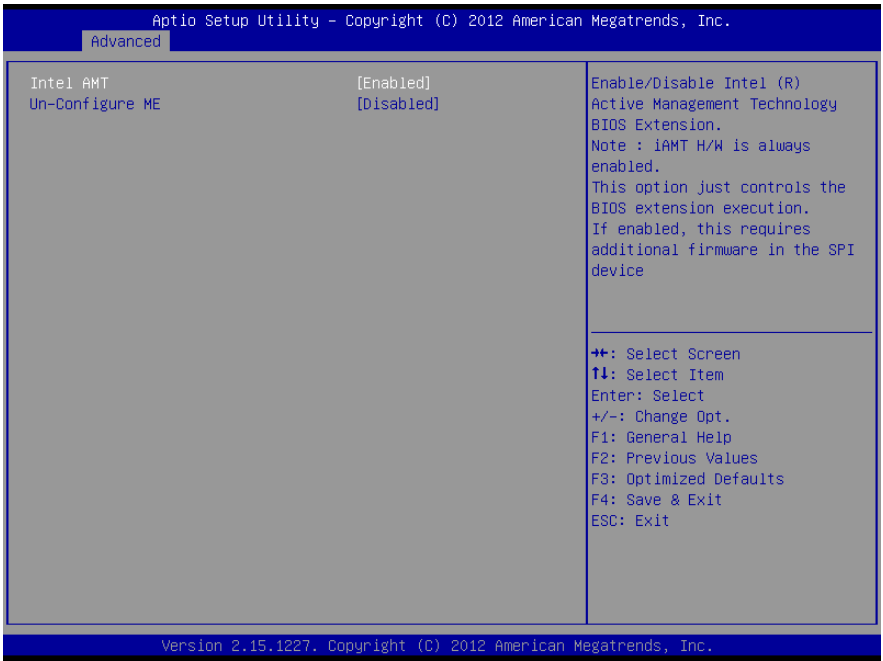 Aptio Setup Utility – Copyright (C) 2012 American Megatrends, Inc.
Advanced
Intel AMT [Enabled]
Un-Configure ME [Disabled]
Enable/Disable Intel (R)
Active Management Technology
BIOS Extension.
Note : iAMT H/W is always
enabled.
This option just controls the
BIOS extension execution.
If enabled, this requires
additional firmware in the SPI
device
→←: Select Screen
↑↓: Select Item
Enter: Select
+/-: Change Opt.
F1: General Help
F2: Previous Values
F3: Optimized Defaults
F4: Save & Exit
ESC: Exit
Version 2.15.1227. Copyright (C) 2012 American Megatrends, Inc.